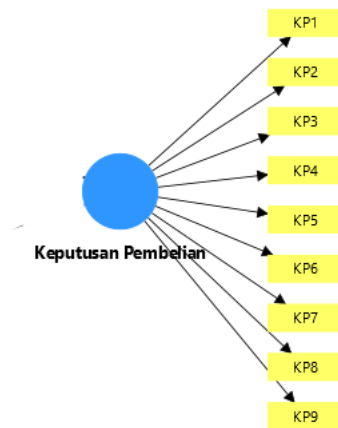 KP1
KP2
KP3
KP4
KP5
Keputusan Pembelian
KP6
KP7
KP8
KP9